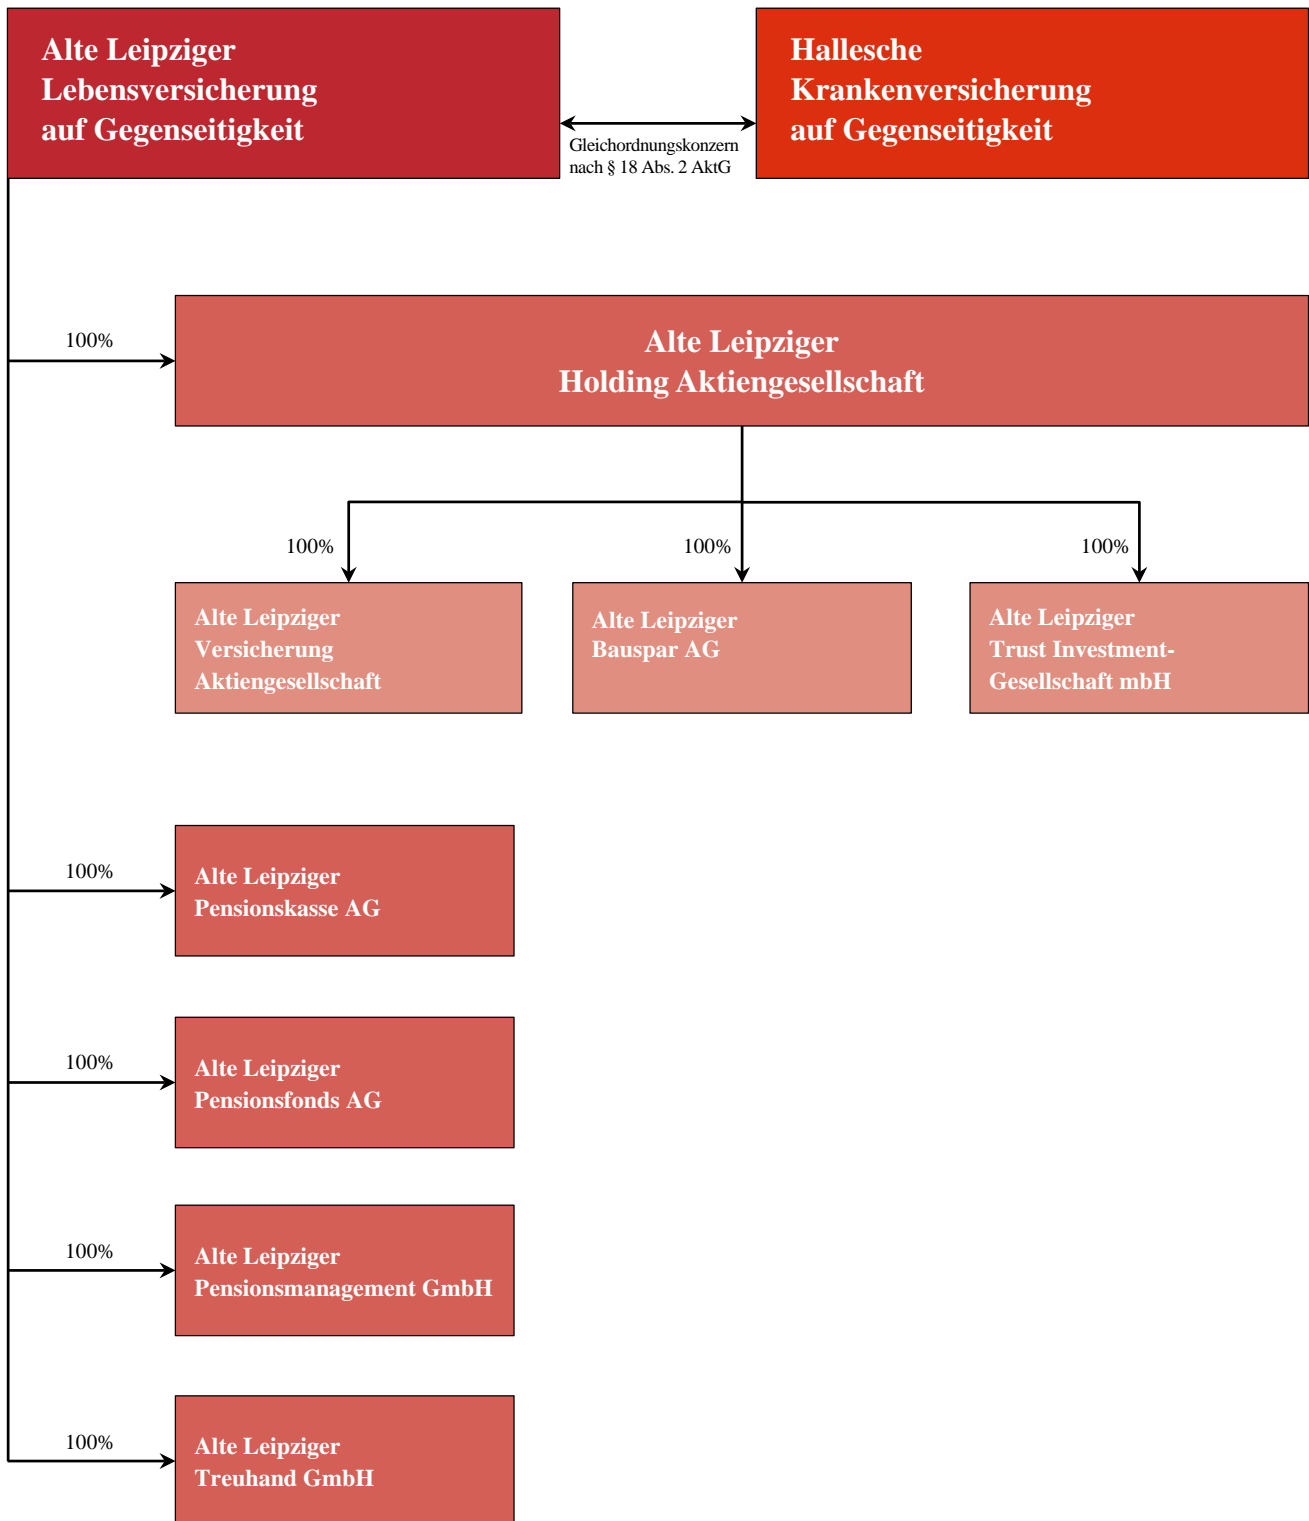 Alte Leipziger
Lebensversicherung
auf Gegenseitigkeit
Gleichordnungskonzern
nach § 18 Abs. 2 AktG
Hallesche
Krankenversicherung
auf Gegenseitigkeit
100%
Alte Leipziger
Holding Aktiengesellschaft
100%
100%
100%
Alte Leipziger
Versicherung
Aktiengesellschaft
Alte Leipziger
Bauspar AG
Alte Leipziger
Trust Investment-
Gesellschaft mbH
100%
Alte Leipziger
Pensionskasse AG
100%
Alte Leipziger
Pensionsfonds AG
100%
Alte Leipziger
Pensionsmanagement GmbH
100%
Alte Leipziger
Treuhand GmbH